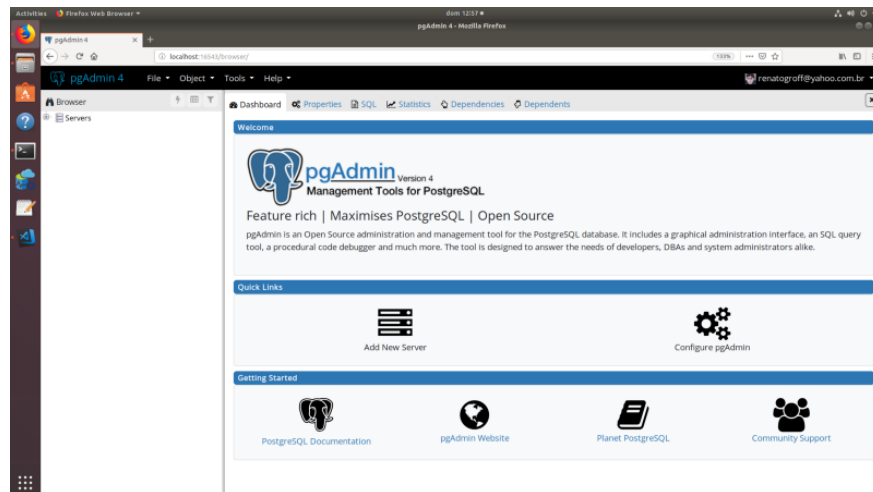 Activities Firefox Web Browser dom 12:37
pgAdmin 4 - Mozilla Firefox
pgAdmin 4
localhost:16543/browser/
133%
pgAdmin 4 File Object Tools Help renatogroff@yahoo.com.br
Browser
Dashboard Properties SQL Statistics Dependencies Dependents
Servers
Welcome
pgAdmin Version 4
Management Tools for PostgreSQL
Feature rich | Maximises PostgreSQL | Open Source
pgAdmin is an Open Source administration and management tool for the PostgreSQL database. It includes a graphical administration interface, an SQL query
tool, a procedural code debugger and much more. The tool is designed to answer the needs of developers, DBAs and system administrators alike.
Quick Links
Add New Server Configure pgAdmin
Getting Started
PostgreSQL Documentation pgAdmin Website Planet PostgreSQL Community Support